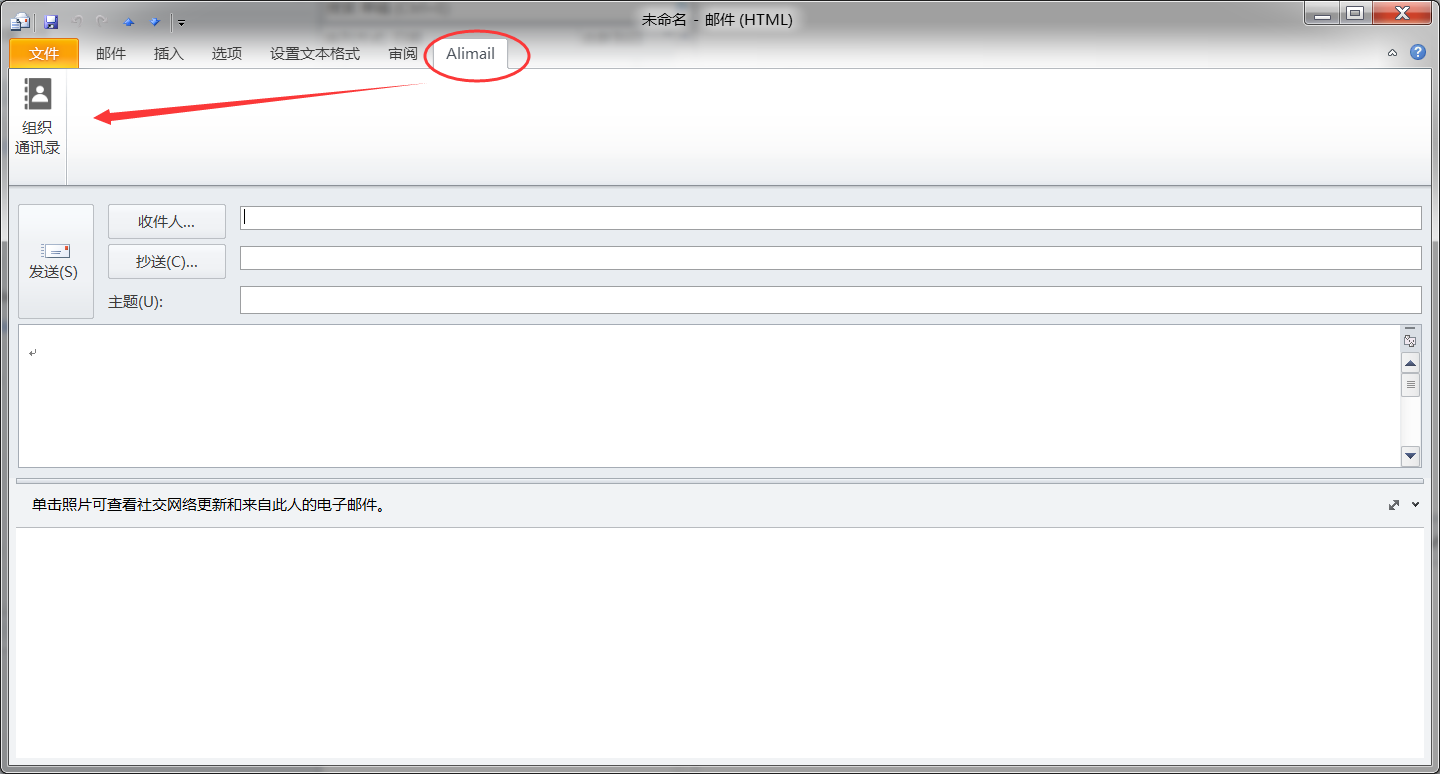 未命名 - 邮件 (HTML)
文件 邮件 插入 选项 设置文本格式 审阅 Alimail
组织
通讯录
收件人...
发送(S)
抄送(C)...
主题(U):
单击照片可查看社交网络更新和来自此人的电子邮件。